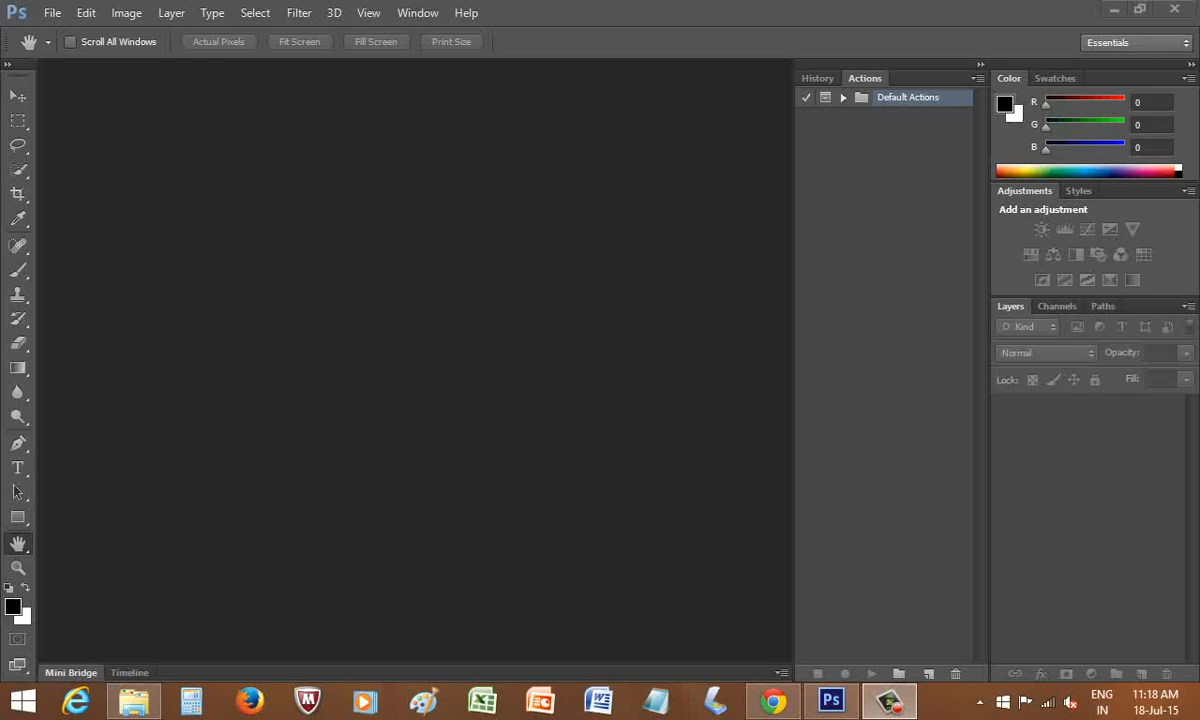 Ps File Edit Image Layer Type Select Filter 3D View Window Help
Scroll All Windows Actual Pixels Fit Screen Fill Screen Print Size Essentials
History Actions
Default Actions
Color Swatches
R 0
G 0
B 0
Adjustments Styles
Add an adjustment
Layers Channels Paths
Kind
Normal Opacity:
Lock: Fill:
T
Mini Bridge Timeline
Ps
ENG
IN
11:18 AM
18-Jul-15